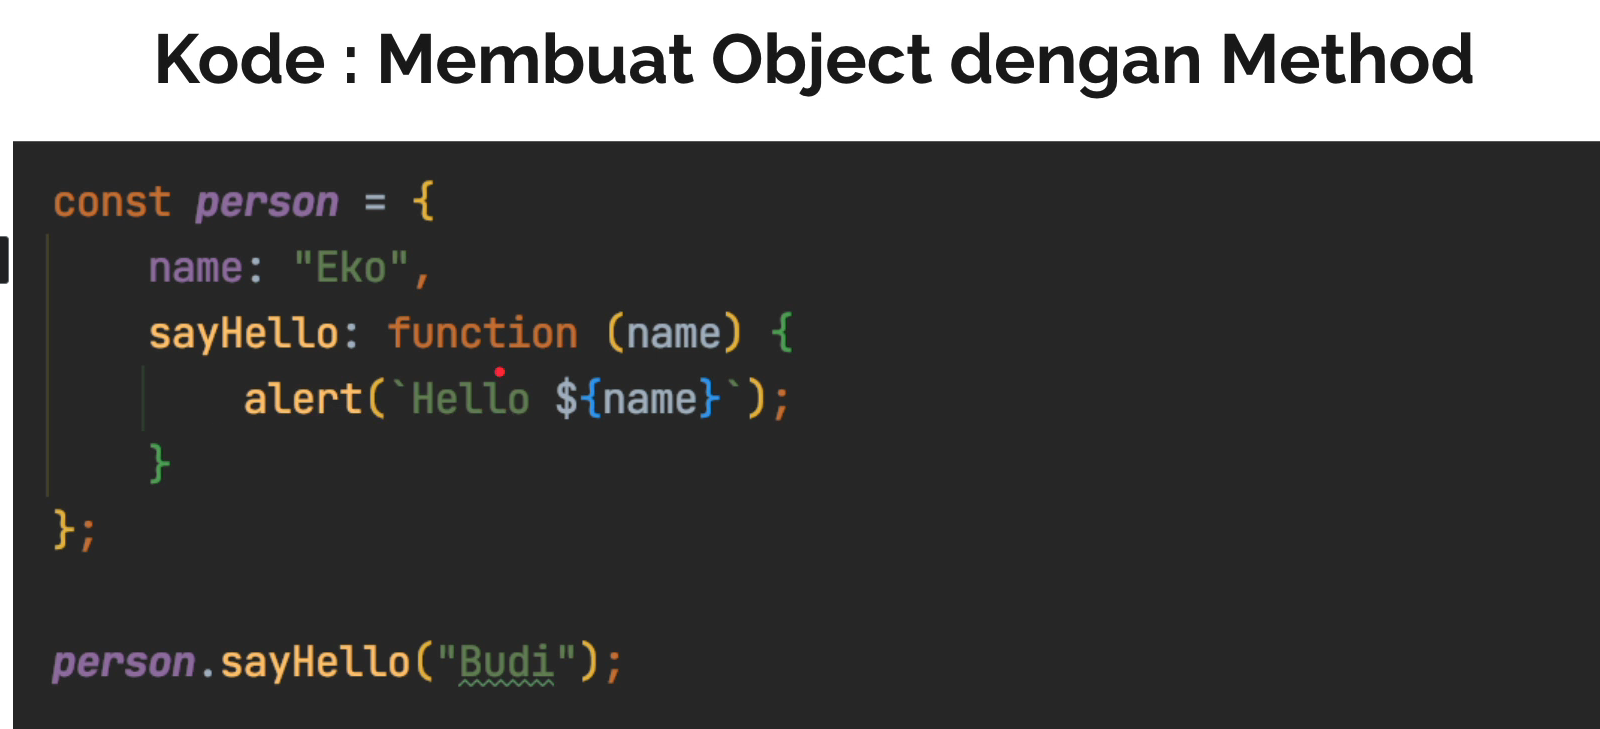 Kode : Membuat Object dengan Method
const person = {
    name: "Eko",
    sayHello: function (name) {
        alert(`Hello ${name}`);
    }
};
person.sayHello("Budi");